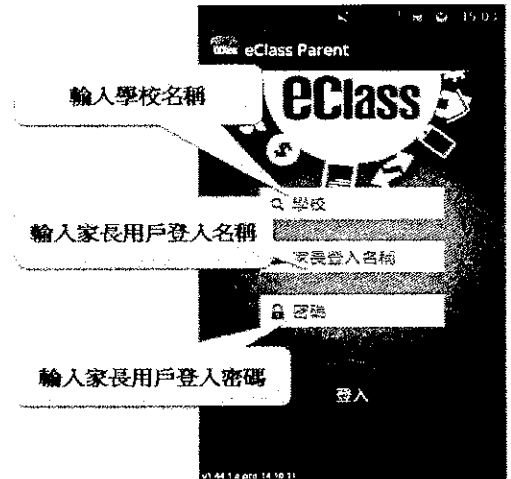 15:03
eClass Parent
eClass
輸入學校名稱
學校
輸入家長用戶登入名稱
家長登入名稱
密碼
輸入家長用戶登入密碼
登入